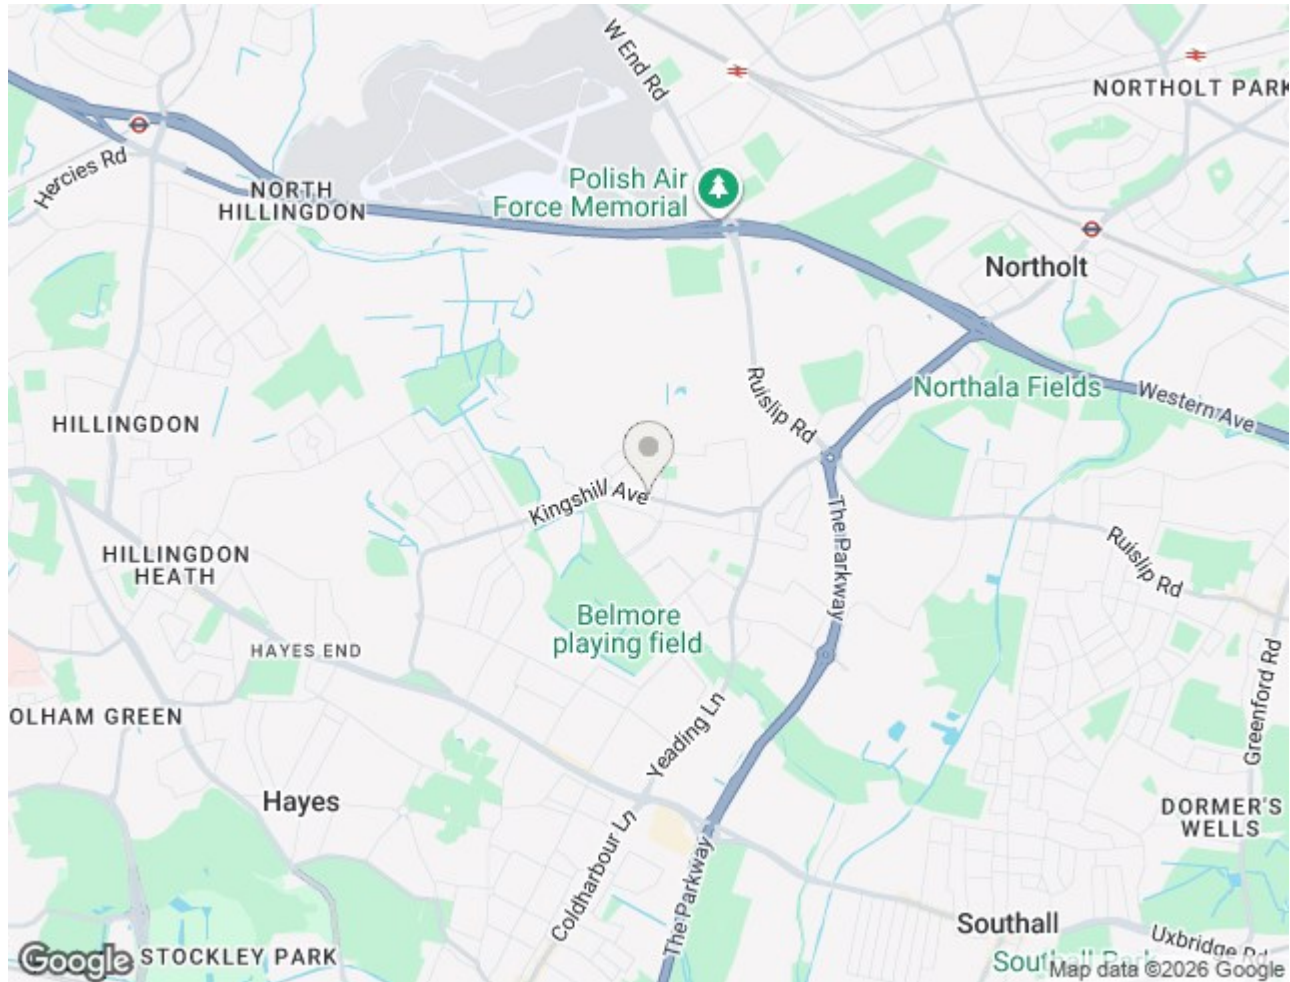 W End Rd
NORTHOLT PARK
Hercies Rd
Polish Air
Force Memorial
NORTH
HILLINGDON
Northolt
Ruislip Rd
Northala Fields
Western Ave
HILLINGDON
Kingshill Ave
The Parkway
Ruislip Rd
HILLINGDON
HEATH
Belmore
playing field
HAYES END
Greenford Rd
OLHAM GREEN
Yeading Ln
Hayes
DORMER'S
WELLS
Coldharbour Ln
The Parkway
Southall
Uxbridge Rd
Google
STOCKLEY PARK
Southall Park
Map data ©2026 Google